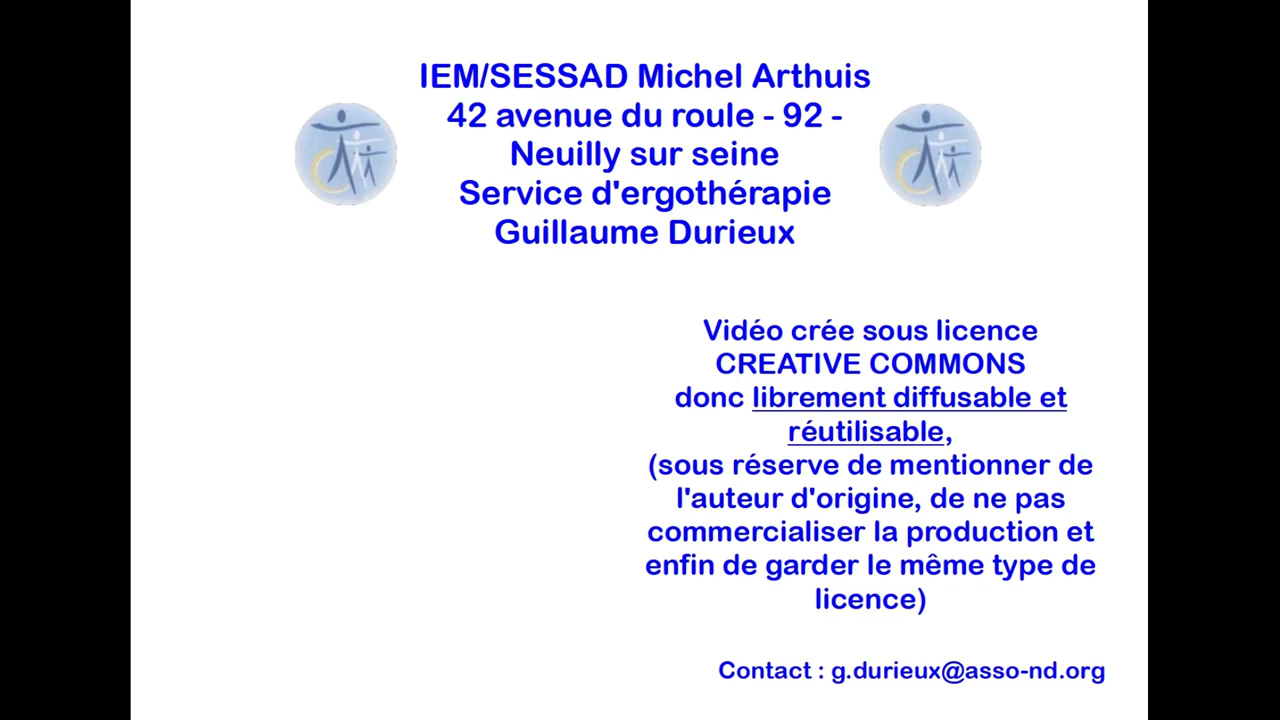 IEM/SESSAD Michel Arthuis
42 avenue du roule - 92 -
Neuilly sur seine
Service d'ergothérapie
Guillaume Durieux
Vidéo crée sous licence
CREATIVE COMMONS
donc librement diffusable et
réutilisable,
(sous réserve de mentionner de
l'auteur d'origine, de ne pas
commercialiser la production et
enfin de garder le même type de
licence)
Contact : g.durieux@asso-nd.org